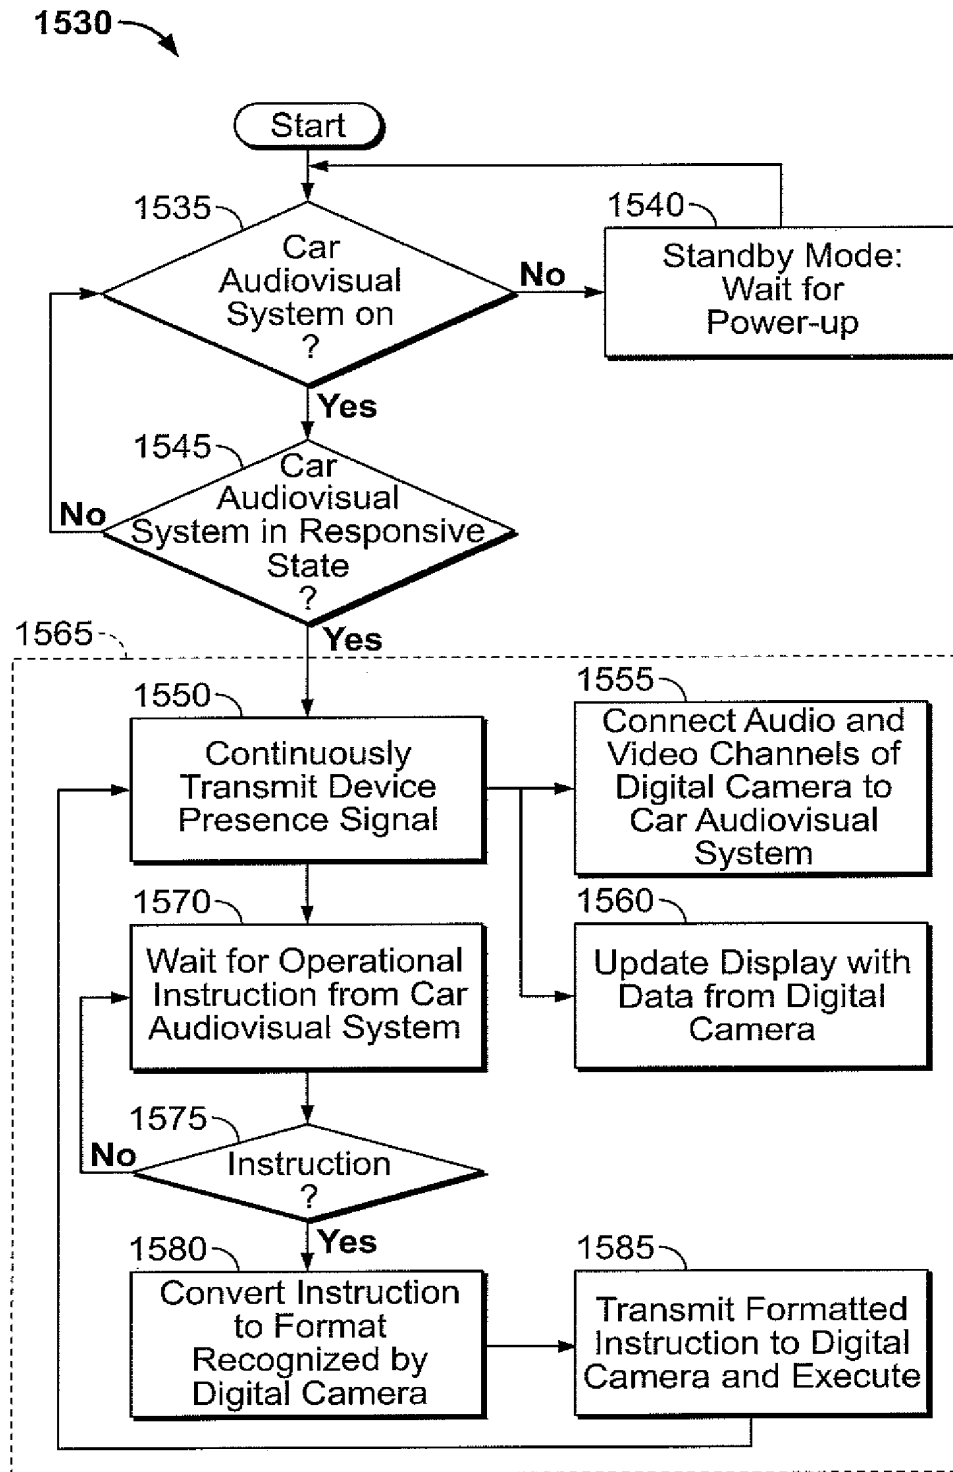 1530
Start
1535
Car
Audiovisual
System on
?
No
1540
Standby Mode:
Wait for
Power-up
Yes
1545
Car
Audiovisual
System in Responsive
State
?
No
Yes
1565
1550
Continuously
Transmit Device
Presence Signal
1555
Connect Audio and
Video Channels of
Digital Camera to
Car Audiovisual
System
1570
Wait for Operational
Instruction from Car
Audiovisual System
1560
Update Display with
Data from Digital
Camera
1575
Instruction
?
No
Yes
1580
Convert Instruction
to Format
Recognized by
Digital Camera
1585
Transmit Formatted
Instruction to Digital
Camera and Execute